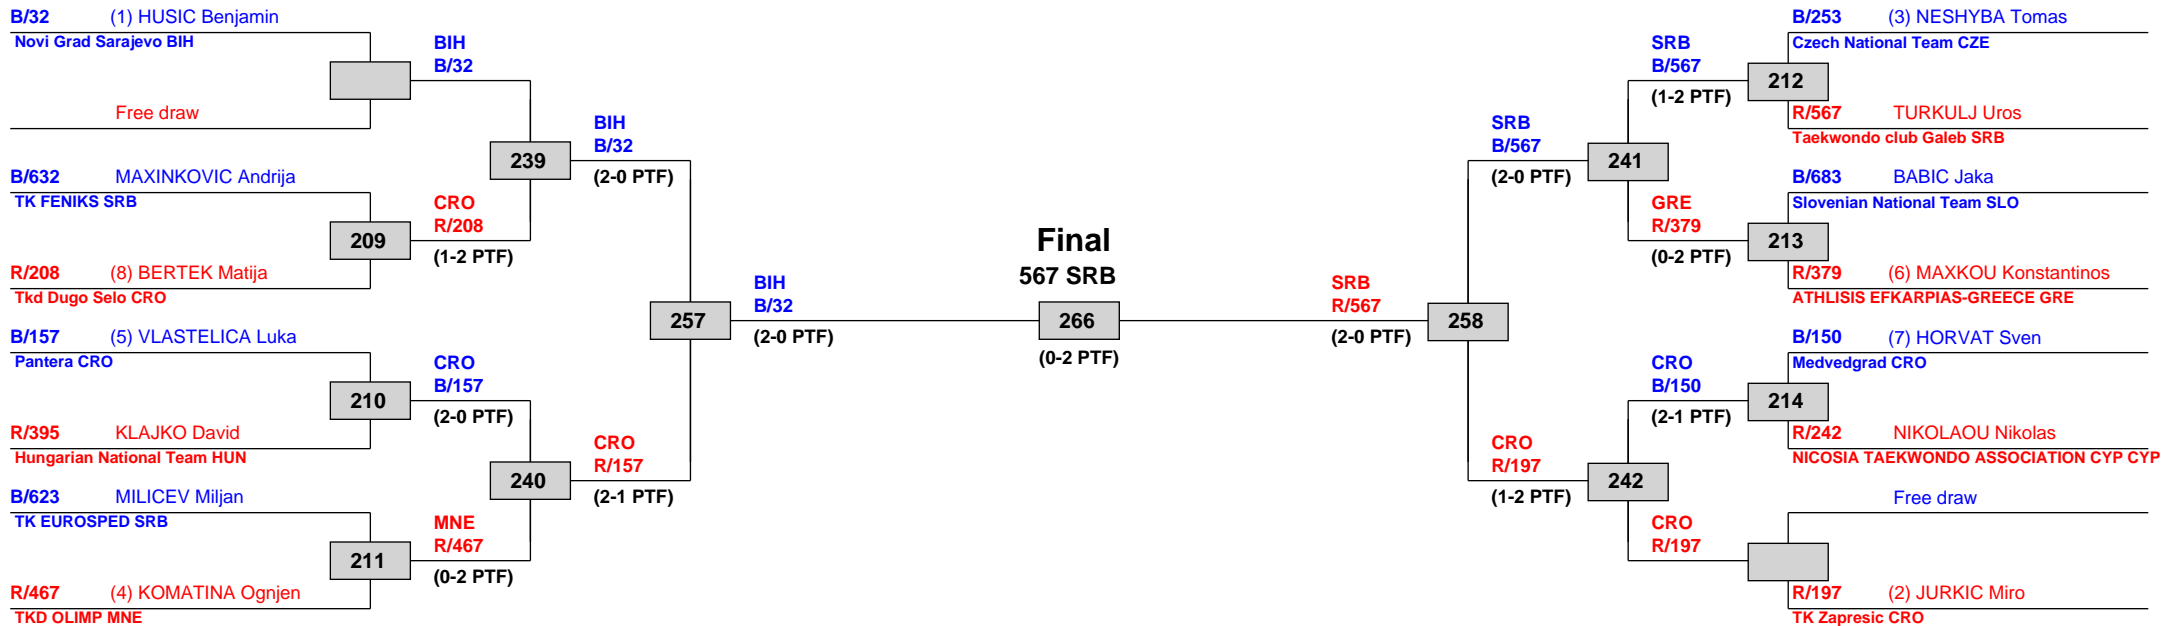 B/32 (1) HUSIC Benjamin
Novi Grad Sarajevo BIH
Free draw
B/632 MAXINKOVIC Andrija
TK FENIKS SRB
209
R/208 (8) BERTEK Matija
Tkd Dugo Selo CRO
B/157 (5) VLASTELICA Luka
Pantera CRO
210
R/395 KLAJKO David
Hungarian National Team HUN
B/623 MILICEV Miljan
TK EUROSPED SRB
211
R/467 (4) KOMATINA Ognjen
TKD OLIMP MNE
BIH
B/32
239
CRO
R/208
(1-2 PTF)
CRO
B/157
(2-0 PTF)
240
MNE
R/467
(0-2 PTF)
BIH
B/32
(2-0 PTF)
257
CRO
R/157
(2-1 PTF)
BIH
B/32
(2-0 PTF)
Final
567 SRB
266
(0-2 PTF)
SRB
R/567
(2-0 PTF)
258
SRB
B/567
(2-0 PTF)
CRO
R/197
(1-2 PTF)
SRB
B/567
(1-2 PTF)
241
GRE
R/379
(0-2 PTF)
CRO
B/150
(2-1 PTF)
242
CRO
R/197
B/253 (3) NESHYBA Tomas
Czech National Team CZE
212
R/567 TURKULJ Uros
Taekwondo club Galeb SRB
B/683 BABIC Jaka
Slovenian National Team SLO
213
R/379 (6) MAXKOU Konstantinos
ATHLISIS EFKARPIAS-GREECE GRE
B/150 (7) HORVAT Sven
Medvedgrad CRO
214
R/242 NIKOLAOU Nikolas
NICOSIA TAEKWONDO ASSOCIATION CYP CYP
Free draw
R/197 (2) JURKIC Miro
TK Zapresic CRO